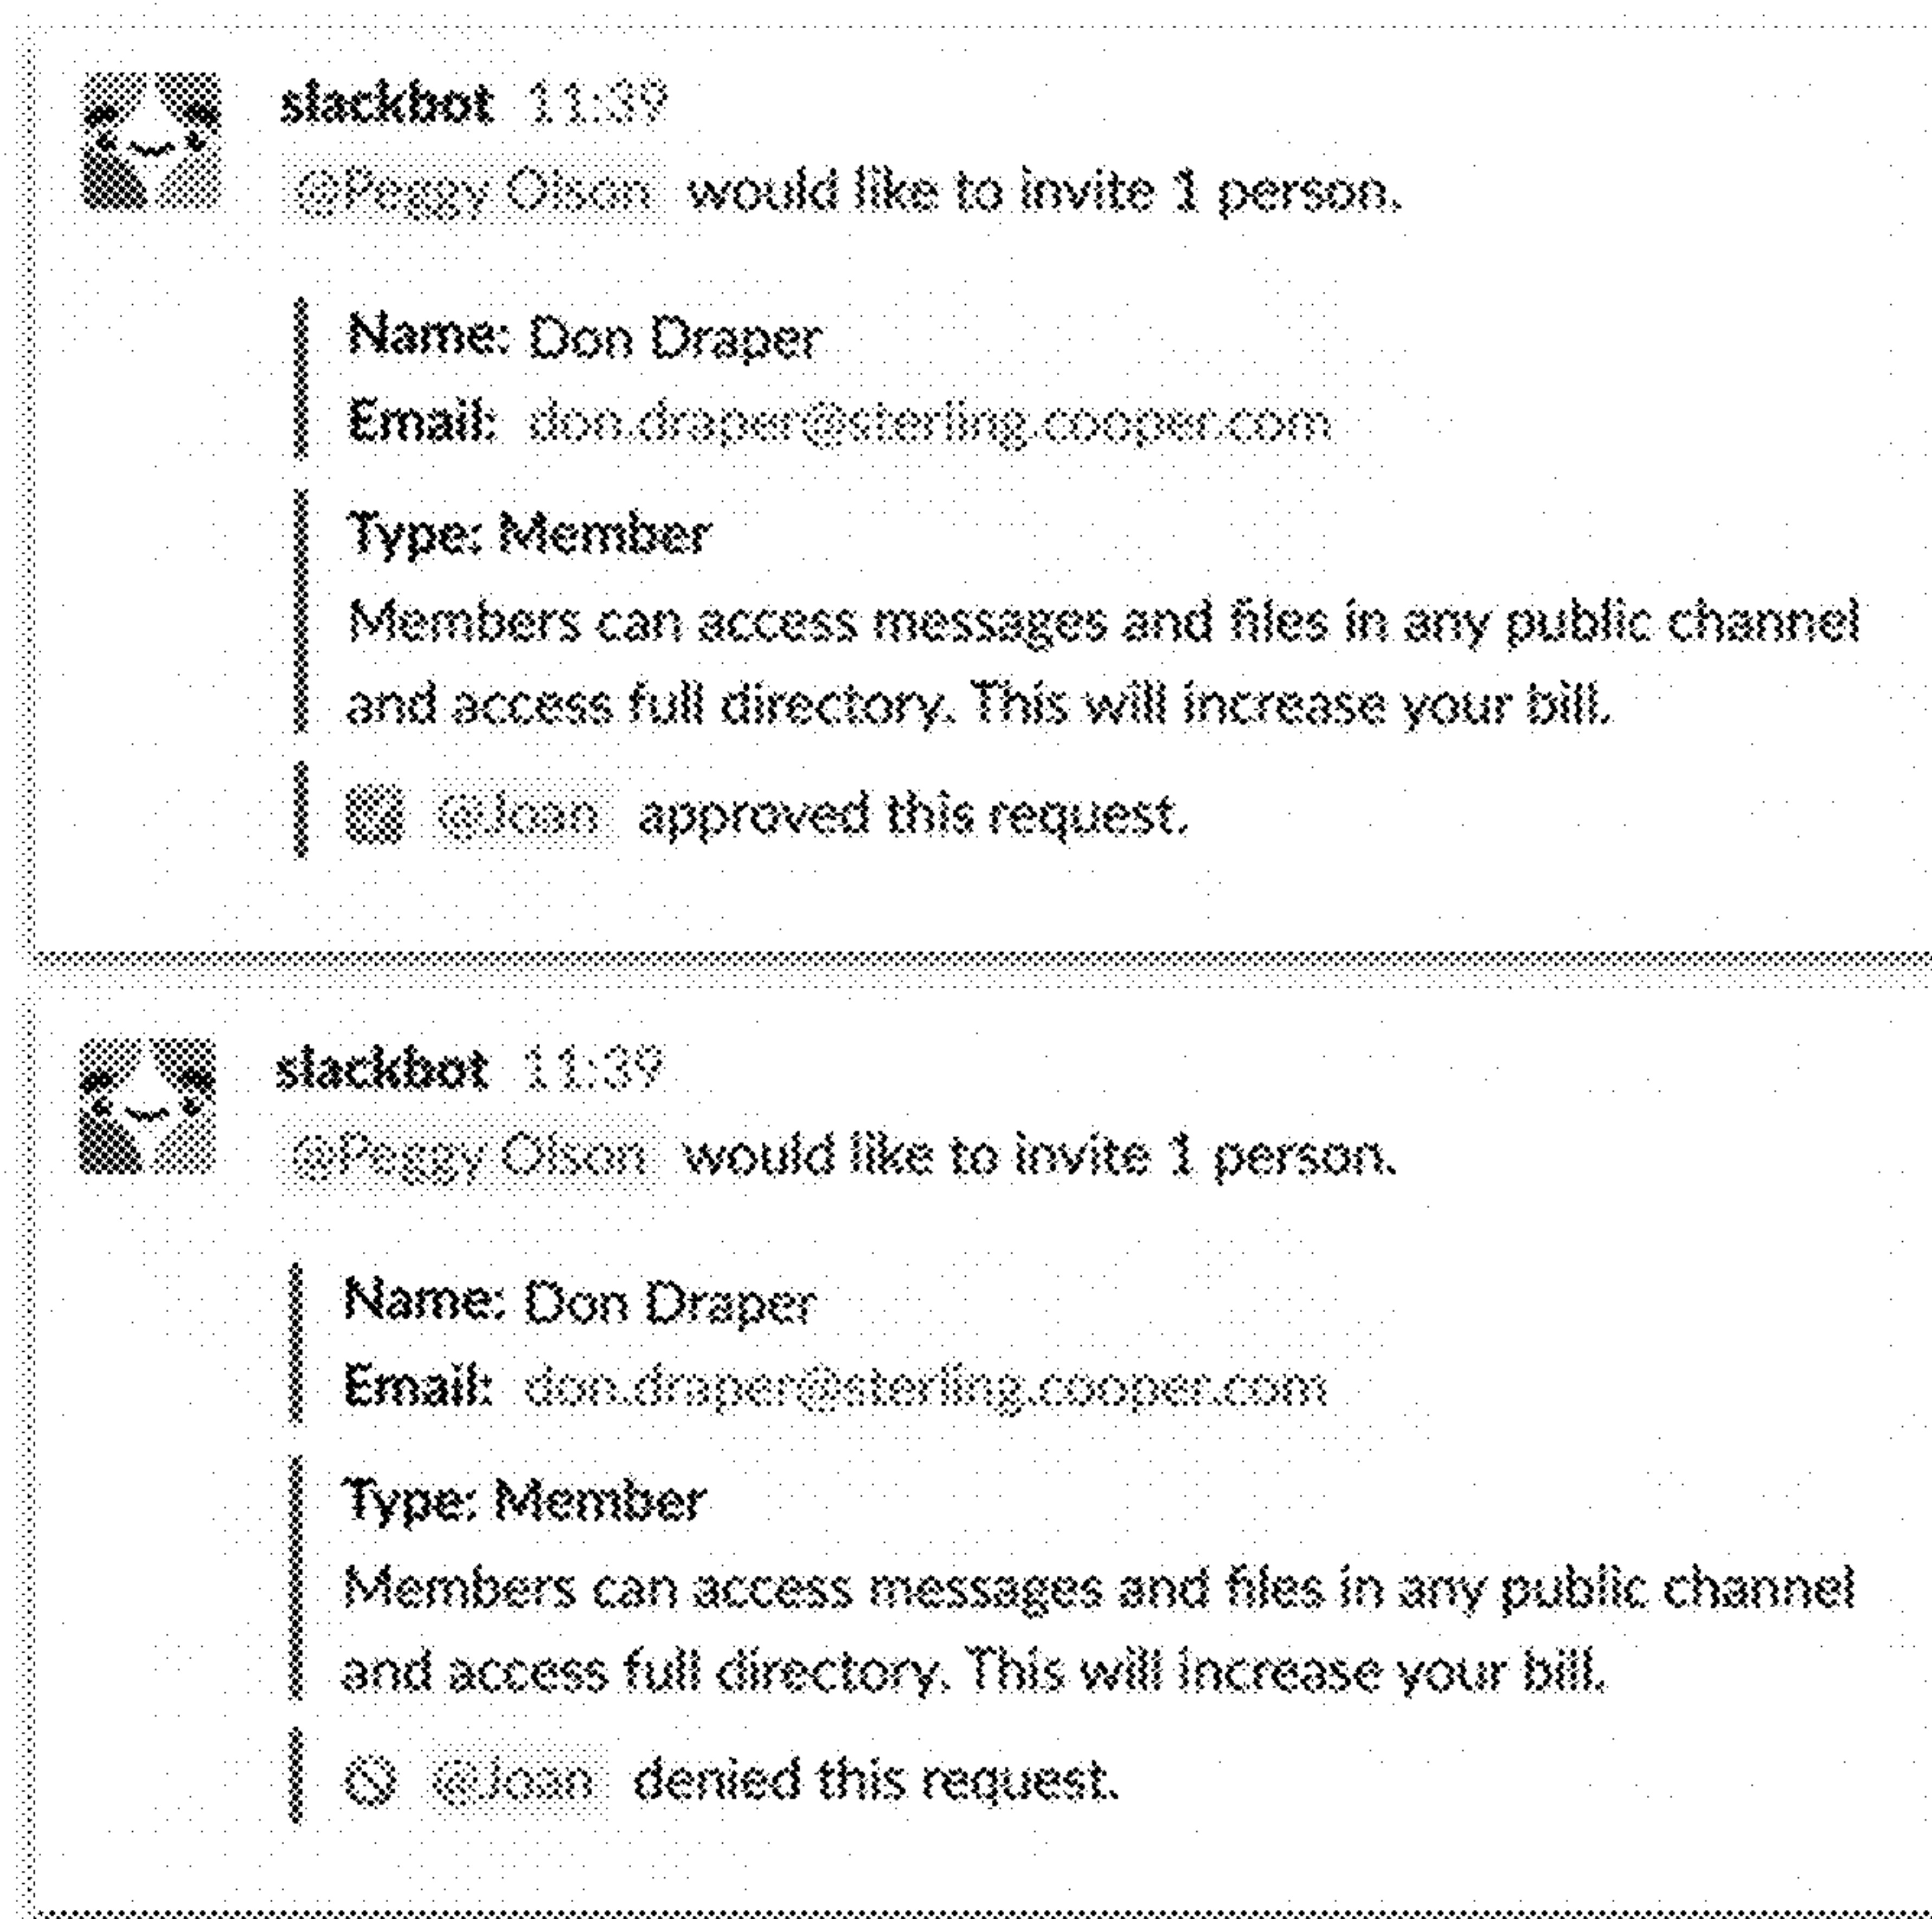 slackbot 11:39
@Peggy Olson would like to invite 1 person.
Name: Don Draper
Email: don.draper@sterling.cooper.com
Type: Member
Members can access messages and files in any public channel
and access full directory. This will increase your bill.
@Joan approved this request.
slackbot 11:39
@Peggy Olson would like to invite 1 person.
Name: Don Draper
Email: don.draper@sterling.cooper.com
Type: Member
Members can access messages and files in any public channel
and access full directory. This will increase your bill.
@Joan denied this request.